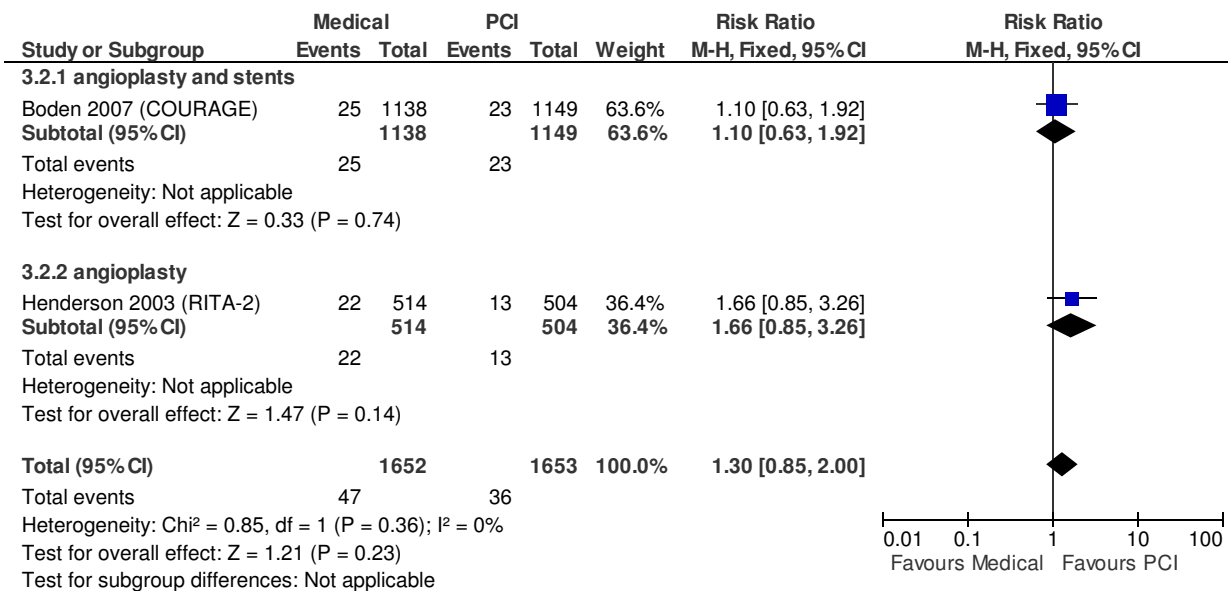 Medical PCI Risk Ratio Risk Ratio
Study or Subgroup Events Total Events Total Weight M-H, Fixed, 95% CI M-H, Fixed, 95% CI
3.2.1 angioplasty and stents
Boden 2007 (COURAGE) 25 1138 23 1149 63.6% 1.10 [0.63, 1.92]
Subtotal (95% CI) 1138 1149 63.6% 1.10 [0.63, 1.92]
Total events 25 23
Heterogeneity: Not applicable
Test for overall effect: Z = 0.33 (P = 0.74)
3.2.2 angioplasty
Henderson 2003 (RITA-2) 22 514 13 504 36.4% 1.66 [0.85, 3.26]
Subtotal (95% CI) 514 504 36.4% 1.66 [0.85, 3.26]
Total events 22 13
Heterogeneity: Not applicable
Test for overall effect: Z = 1.47 (P = 0.14)
Total (95% CI) 1652 1653 100.0% 1.30 [0.85, 2.00]
Total events 47 36
Heterogeneity: Chi² = 0.85, df = 1 (P = 0.36); I² = 0%
Test for overall effect: Z = 1.21 (P = 0.23)
Test for subgroup differences: Not applicable
0.01 0.1 1 10 100
Favours Medical Favours PCI